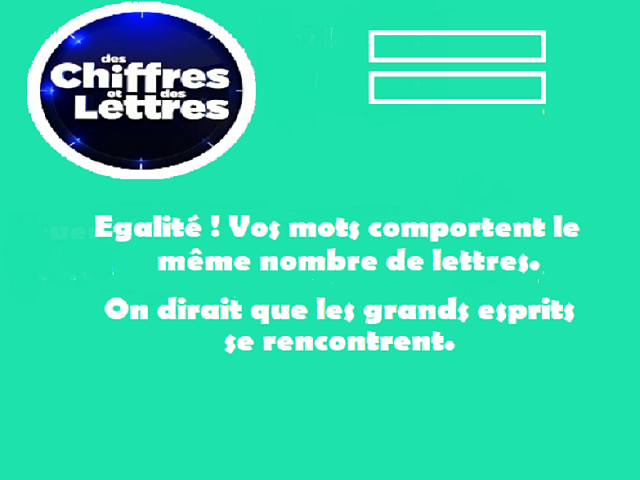 des
Chiffres
et des
Lettres
Egalité ! Vos mots comportent le
même nombre de lettres.
On dirait que les grands esprits
se rencontrent.